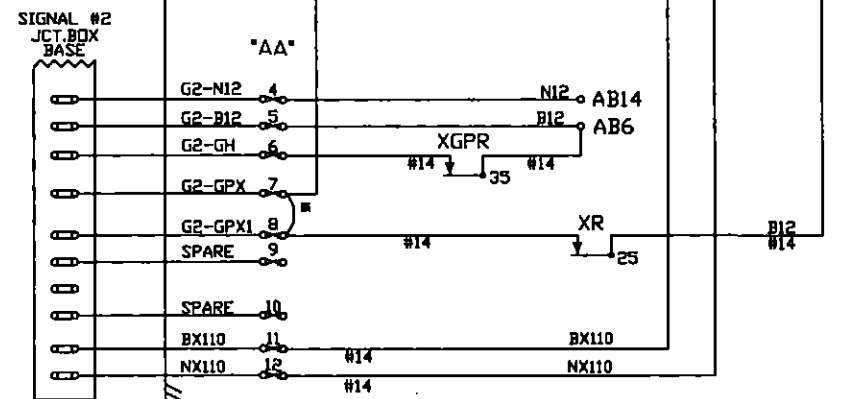 SIGNAL #2
JCT.BOX
BASE
"AA"
G2-N12 4 N12 AB14
G2-B12 5 B12 AB6
G2-GH 6 XGPR
#14 #14
35
G2-GPX 7
G2-GPX1 8 XR B12
#14 #14
25
SPARE 9
SPARE 10
BX110 11 BX110
#14
NX110 12 NX110
#14